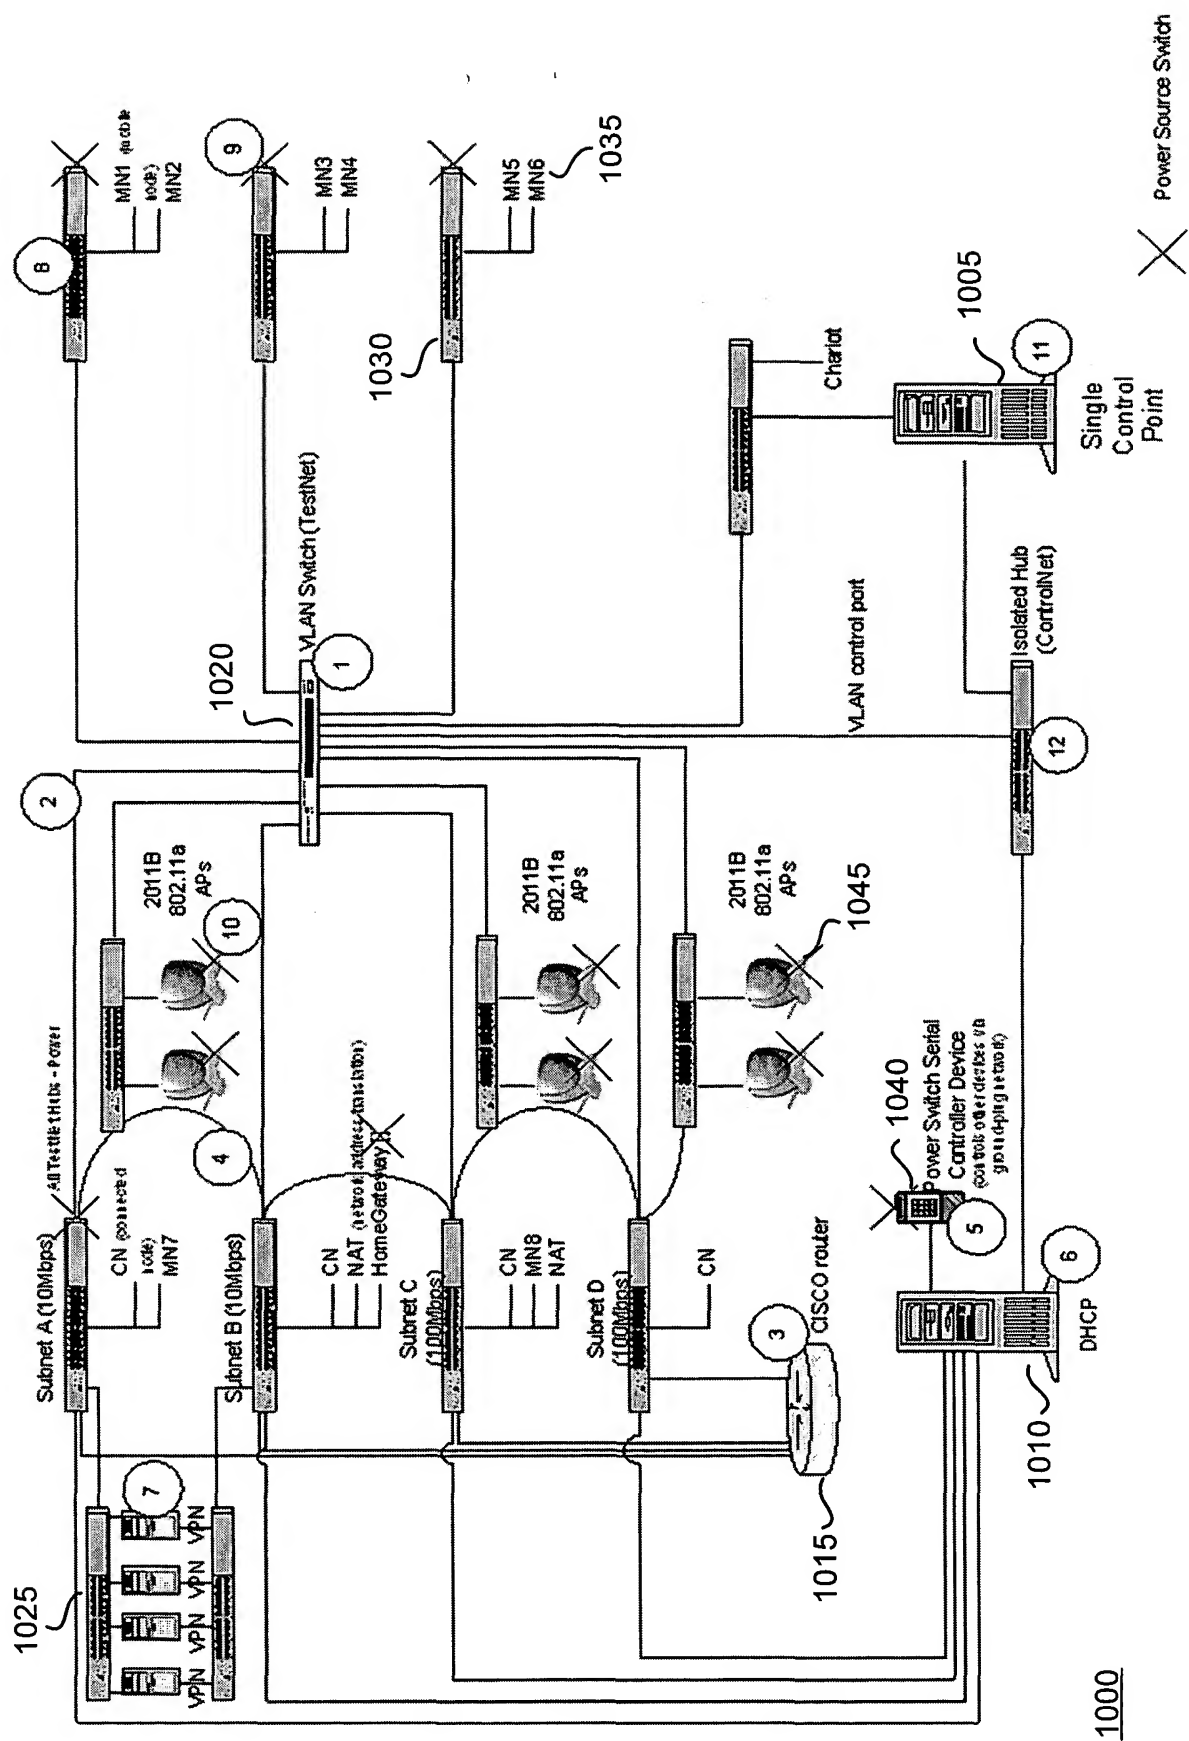 1025
VPN VPN VPN VPN
7
Subnet A (10Mbps)
All Testlet Hubs - Power
CN (connected
node)
MN7
Subnet B (10Mbps)
CN
NAT (network address translation)
HomeGateway
Subnet C
(100Mbps)
CN
MN8
NAT
Subnet D
(100Mbps)
CN
3
CISCO router
1015
1010
DHCP
6
5
1040
Power Switch Serial
Controller Device
(controls other devices via
2
4
10
2011B
802.11a
APs
2011B
802.11a
APs
2011B
802.11a
APs
1045
1020
1
VLAN Switch (TestNet)
VLAN control port
12
Isolated Hub
(ControlNet)
8
MN1 (mobile
node)
MN2
9
MN3
MN4
1030
MN5
MN6
1035
Chariot
1005
11
Single
Control
Point
Power Source Switch
1000